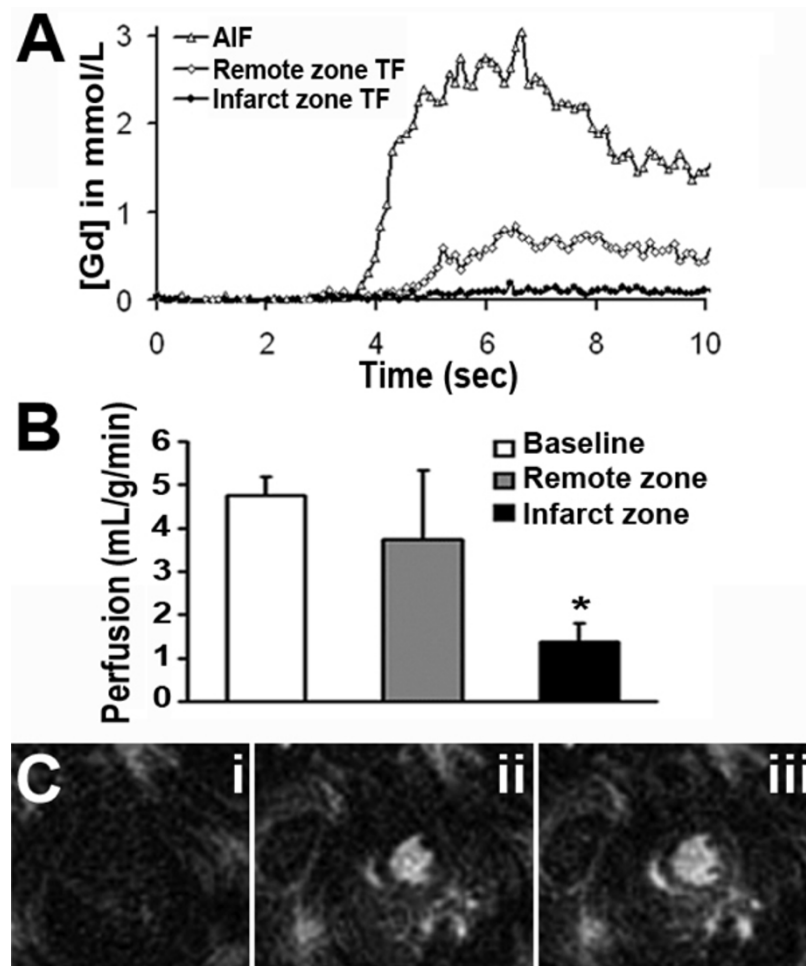 A
AIF
Remote zone TF
Infarct zone TF
[Gd] in mmol/L
3
2
1
0
0 2 4 6 8 10
Time (sec)
B
Perfusion (mL/g/min)
6
5
4
3
2
1
0
Baseline
Remote zone
Infarct zone
*
C i ii iii